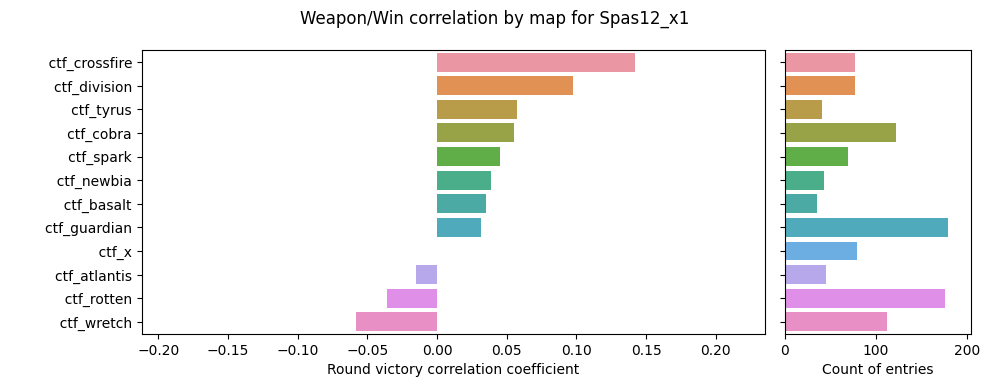 Weapon/Win correlation by map for Spas12_x1
ctf_crossfire
ctf_division
ctf_tyrus
ctf_cobra
ctf_spark
ctf_newbia
ctf_basalt
ctf_guardian
ctf_x
ctf_atlantis
ctf_rotten
ctf_wretch
−0.20 −0.15 −0.10 −0.05 0.00 0.05 0.10 0.15 0.20 0 100 200
Round victory correlation coefficient Count of entries